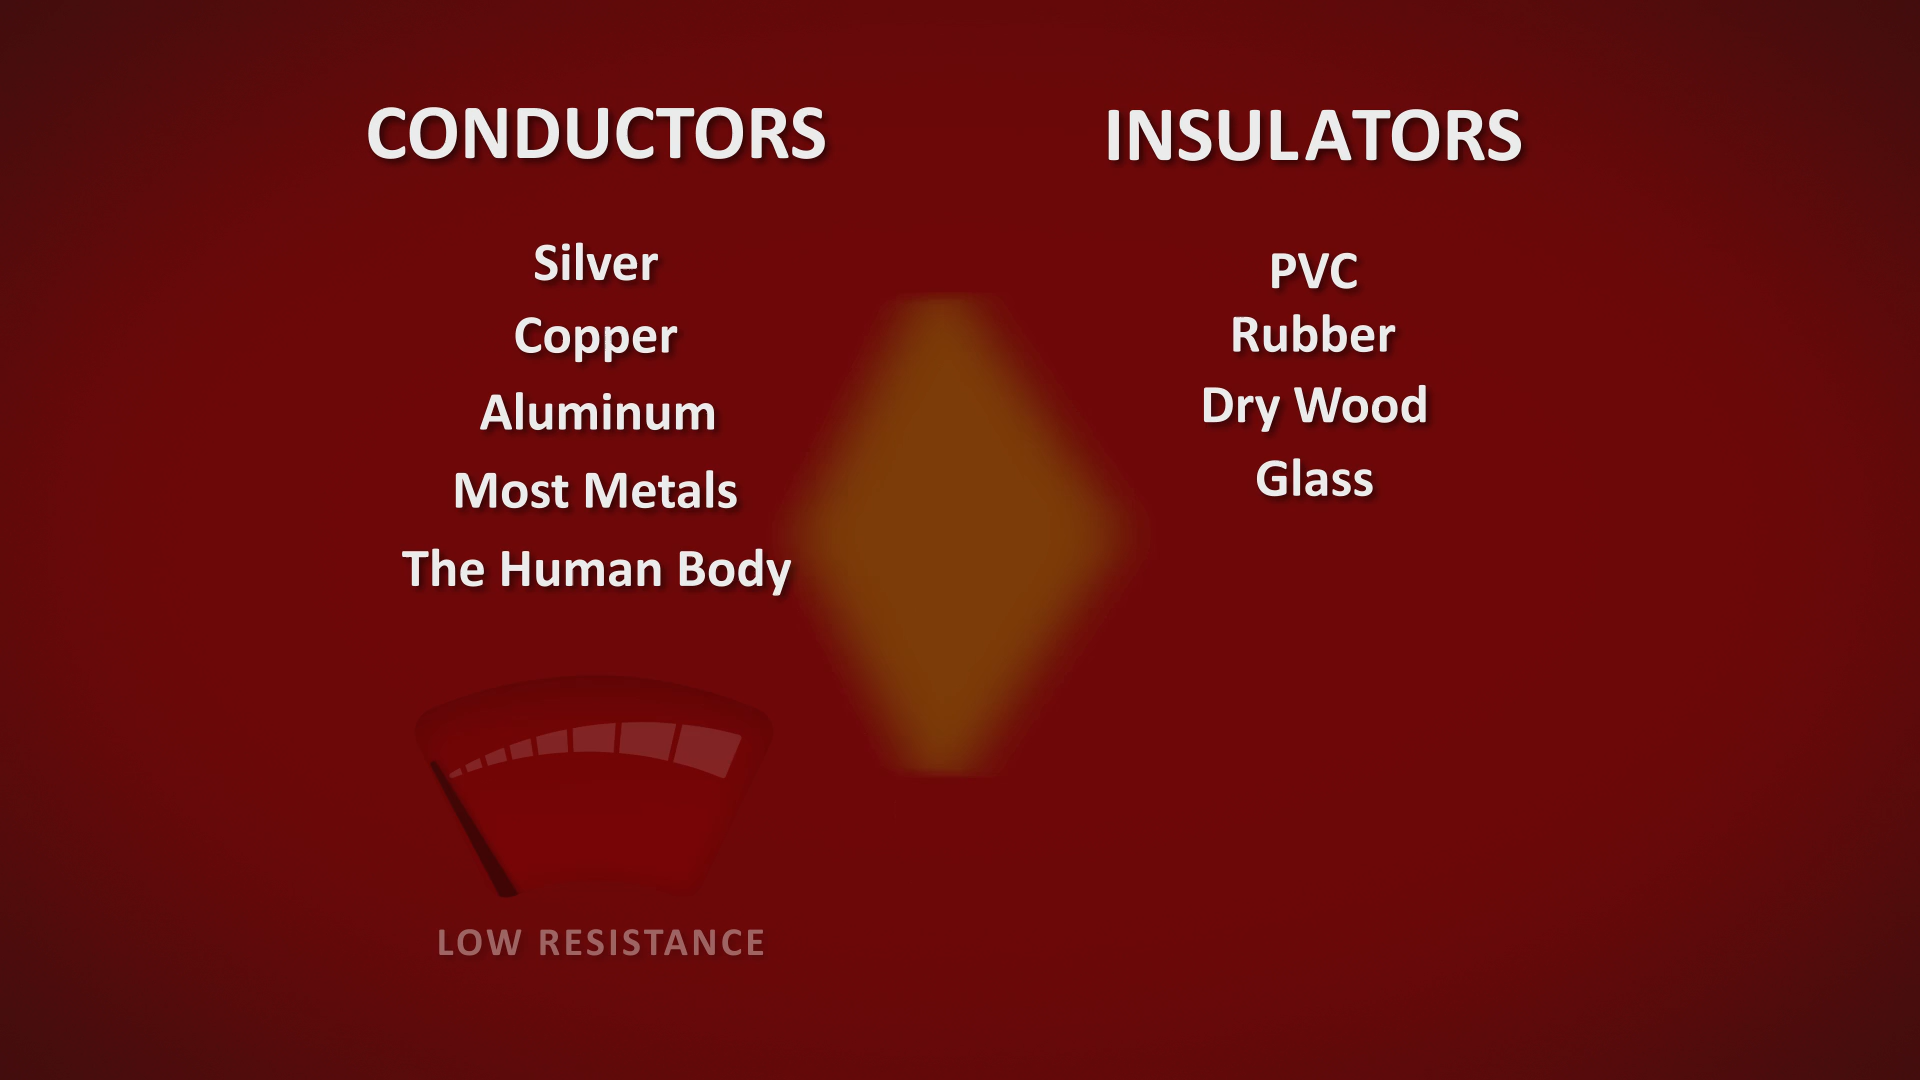 CONDUCTORS
Silver
Copper
Aluminum
Most Metals
The Human Body
LOW RESISTANCE
INSULATORS
PVC
Rubber
Dry Wood
Glass